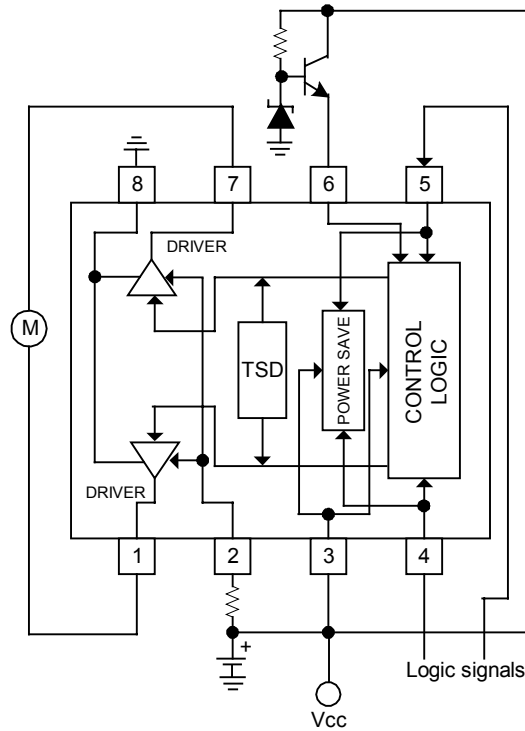 8
7
6
5
DRIVER
M
TSD
POWER SAVE
CONTROL
LOGIC
DRIVER
1
2
3
4
+
Logic signals
Vcc